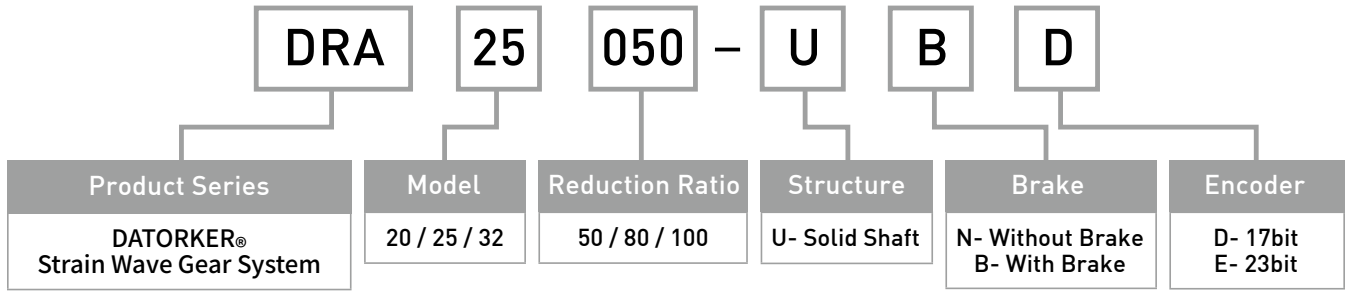 DRA 25 050 – U B D
Product Series Model Reduction Ratio Structure Brake Encoder
DATORKER®
Strain Wave Gear System
20 / 25 / 32
50 / 80 / 100
U- Solid Shaft
N- Without Brake
B- With Brake
D- 17bit
E- 23bit